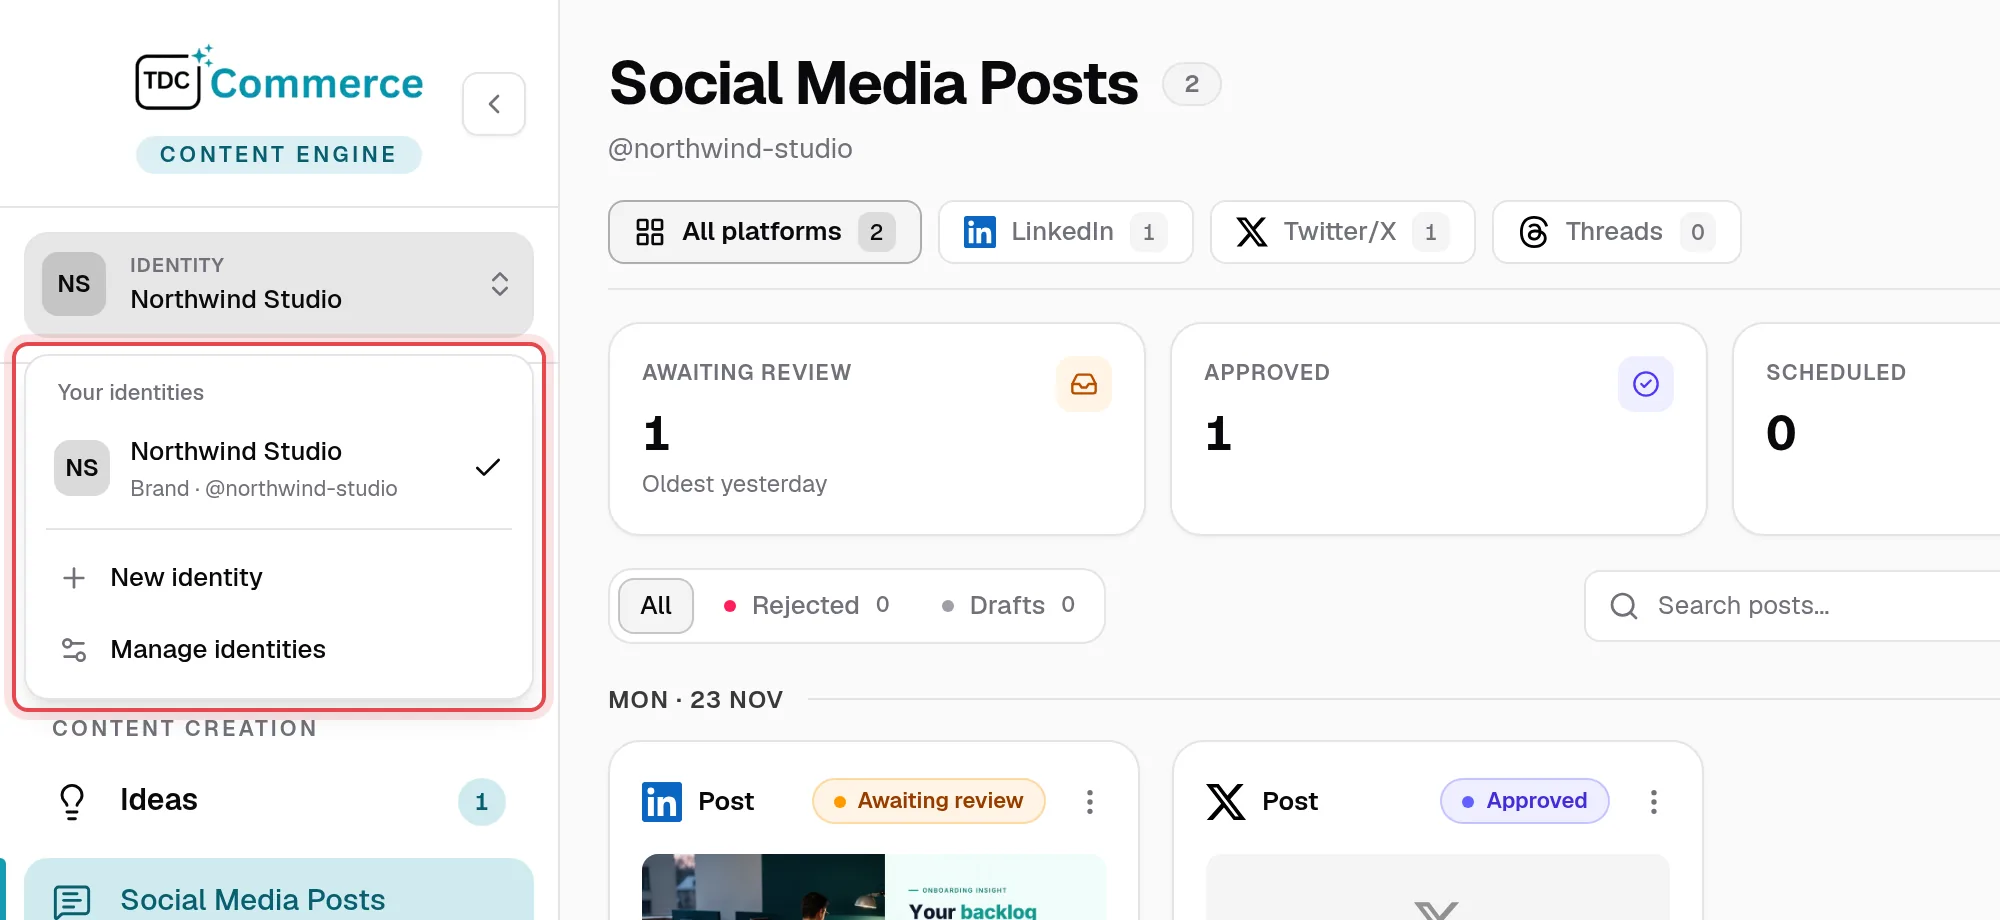 TDC Commerce
CONTENT ENGINE
NS
IDENTITY
Northwind Studio
Your identities
NS
Northwind Studio
Brand · @northwind-studio
New identity
Manage identities
CONTENT CREATION
Ideas
1
Social Media Posts
Social Media Posts
2
@northwind-studio
All platforms 2
LinkedIn 1
Twitter/X 1
Threads 0
AWAITING REVIEW
1
Oldest yesterday
APPROVED
1
SCHEDULED
0
All
Rejected 0
Drafts 0
Search posts...
MON · 23 NOV
in Post
Awaiting review
ONBOARDING INSIGHT
Your backlog
Post
Approved